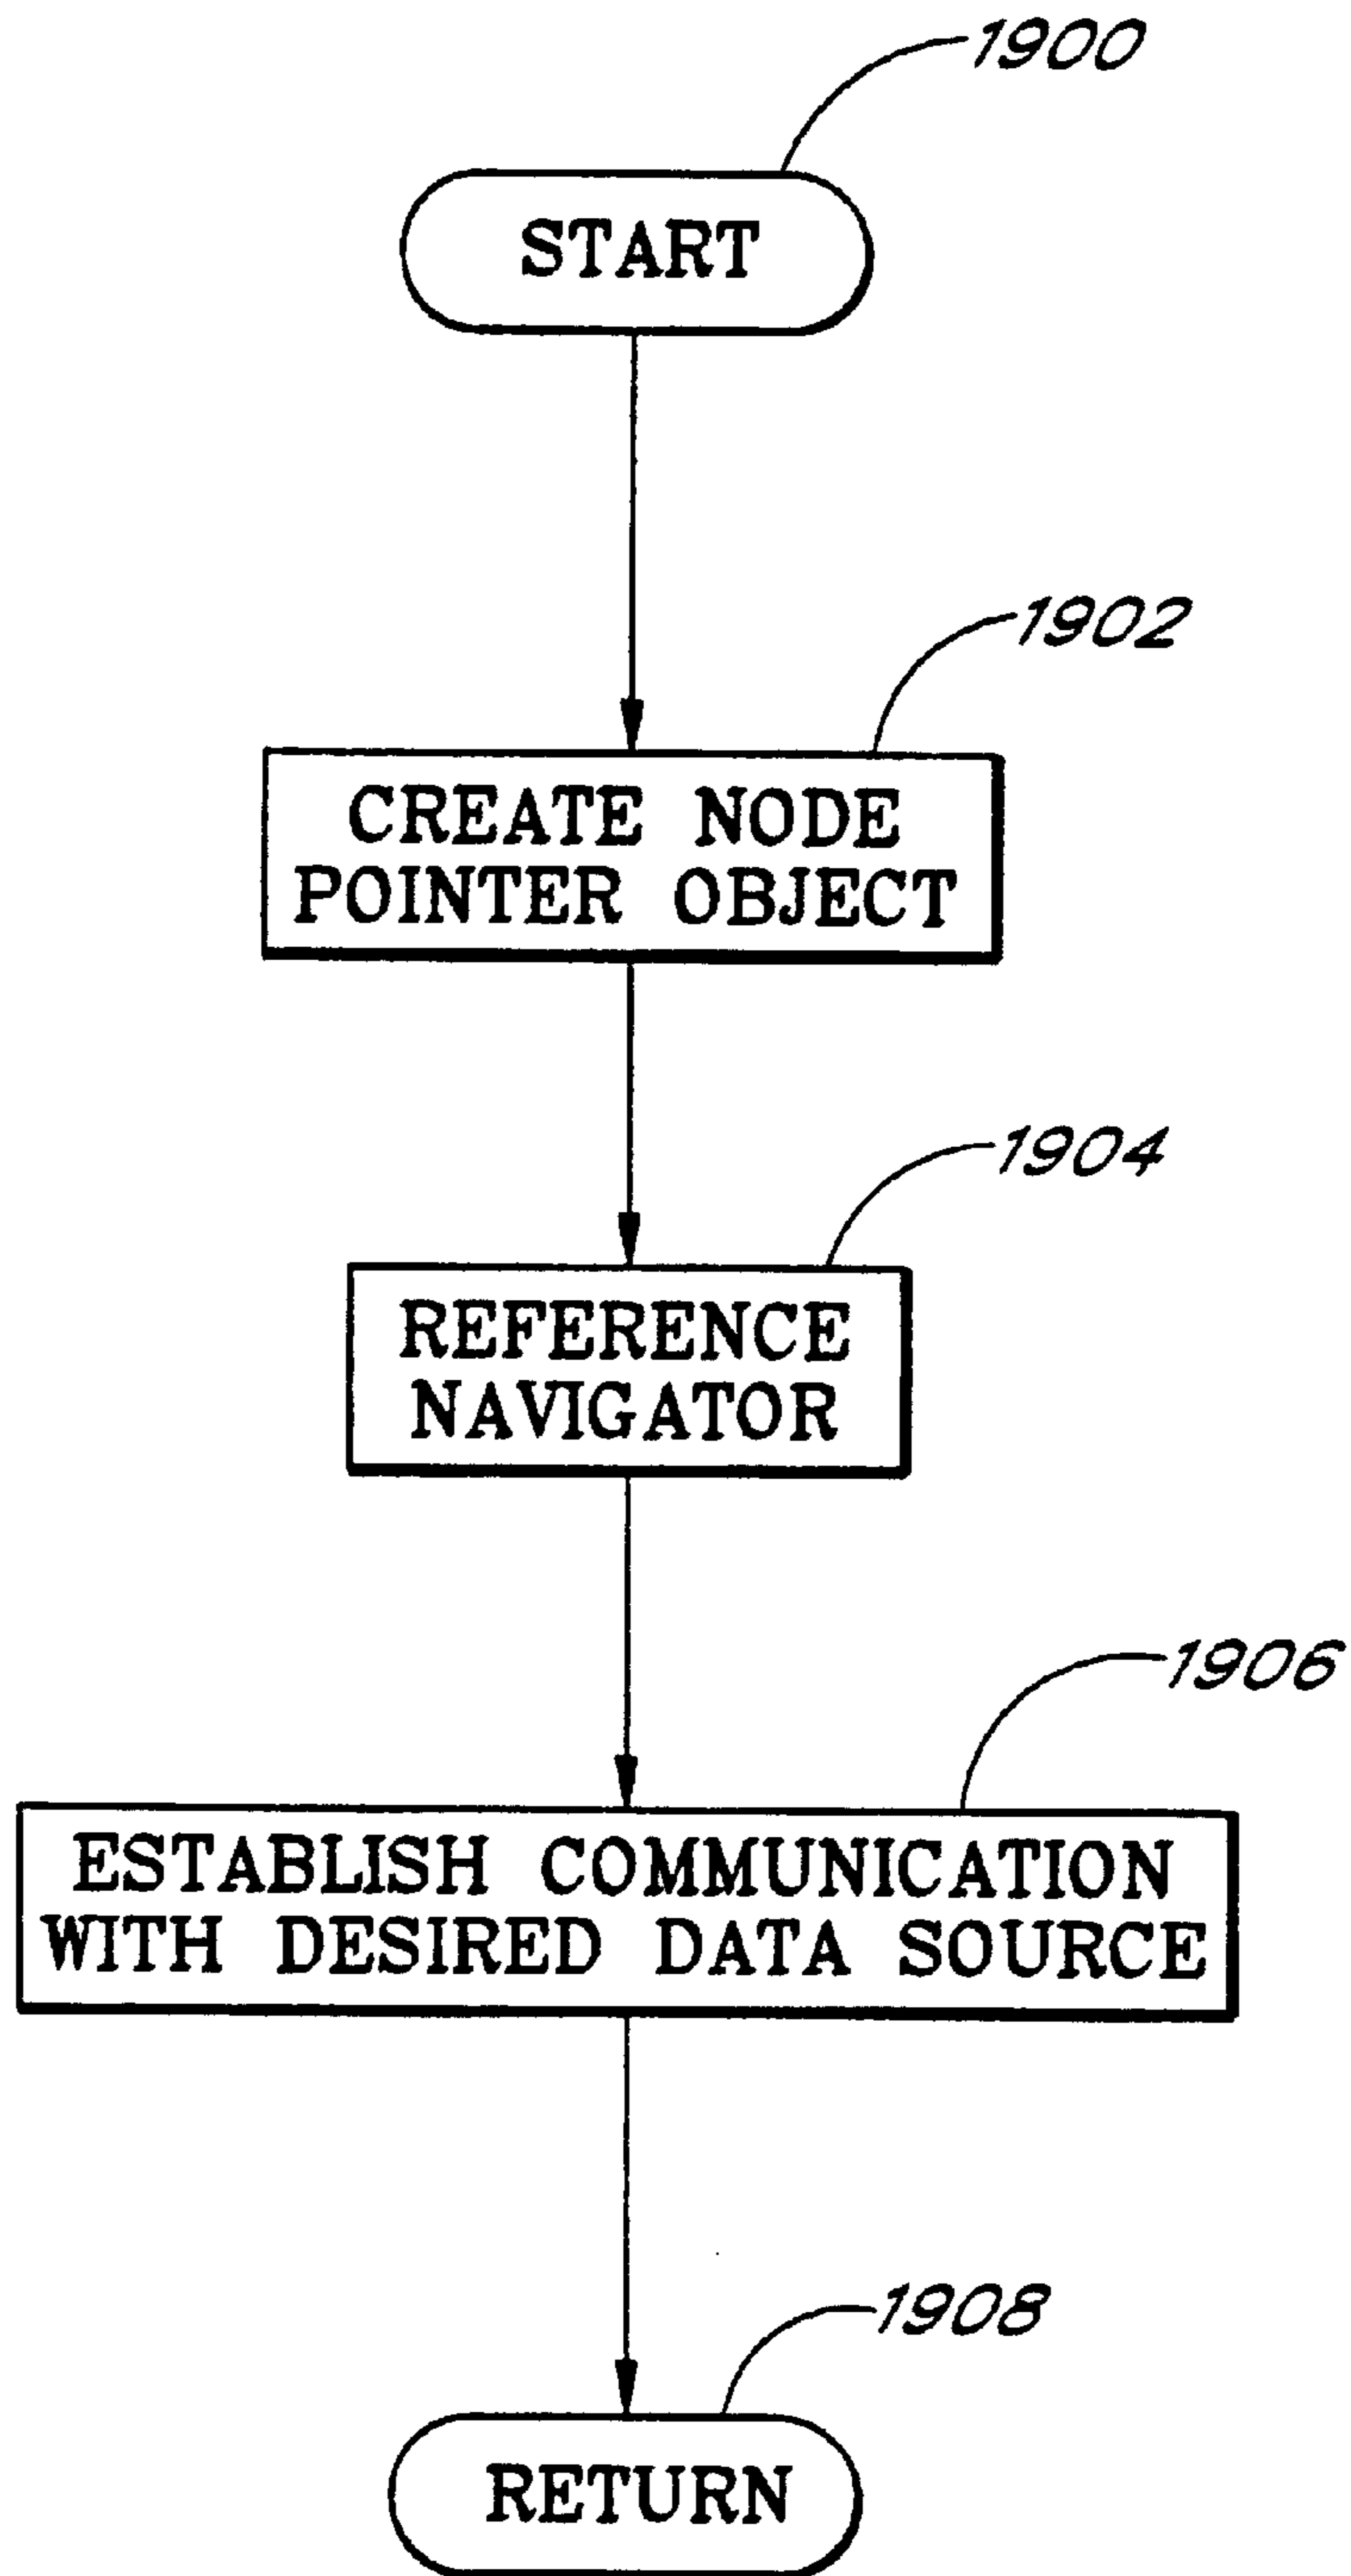 1900
START
1902
CREATE NODE
POINTER OBJECT
1904
REFERENCE
NAVIGATOR
1906
ESTABLISH COMMUNICATION
WITH DESIRED DATA SOURCE
1908
RETURN